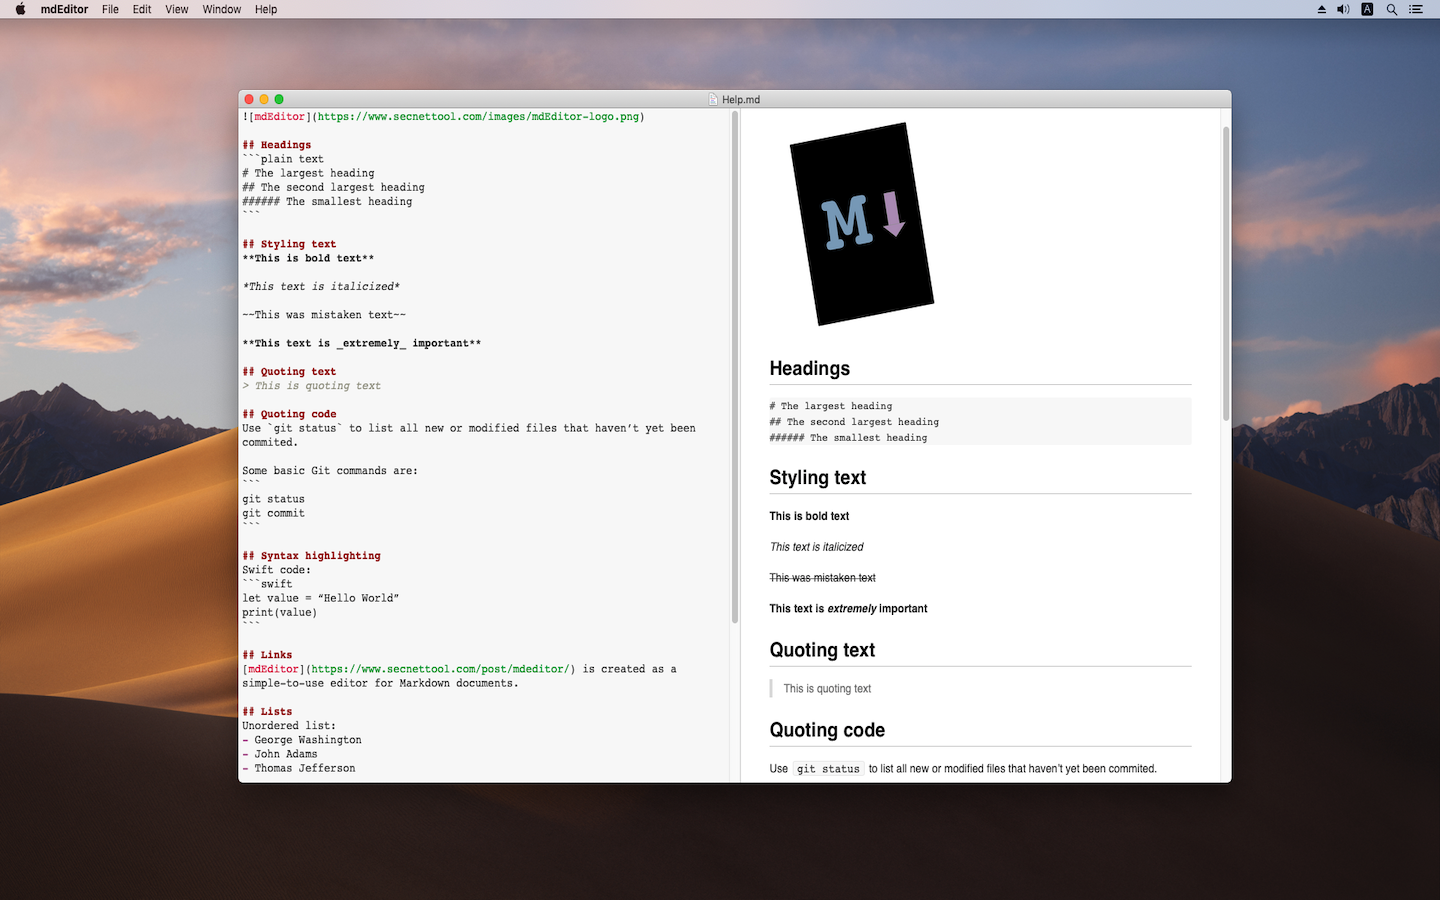 mdEditor File Edit View Window Help
A
Help.md
![mdEditor](https://www.secnettool.com/images/mdEditor-logo.png)
## Headings
```plain text
# The largest heading
## The second largest heading
###### The smallest heading
```
## Styling text
**This is bold text**
*This text is italicized*
~~This was mistaken text~~
**This text is _extremely_ important**
## Quoting text
> This is quoting text
## Quoting code
Use `git status` to list all new or modified files that haven’t yet been
commited.
Some basic Git commands are:
```
git status
git commit
```
## Syntax highlighting
Swift code:
```swift
let value = “Hello World”
print(value)
```
## Links
[mdEditor](https://www.secnettool.com/post/mdeditor/) is created as a
simple-to-use editor for Markdown documents.
## Lists
Unordered list:
- George Washington
- John Adams
- Thomas Jefferson
M
Headings
# The largest heading
## The second largest heading
###### The smallest heading
Styling text
This is bold text
This text is italicized
This was mistaken text
This text is extremely important
Quoting text
This is quoting text
Quoting code
Use git status to list all new or modified files that haven’t yet been commited.